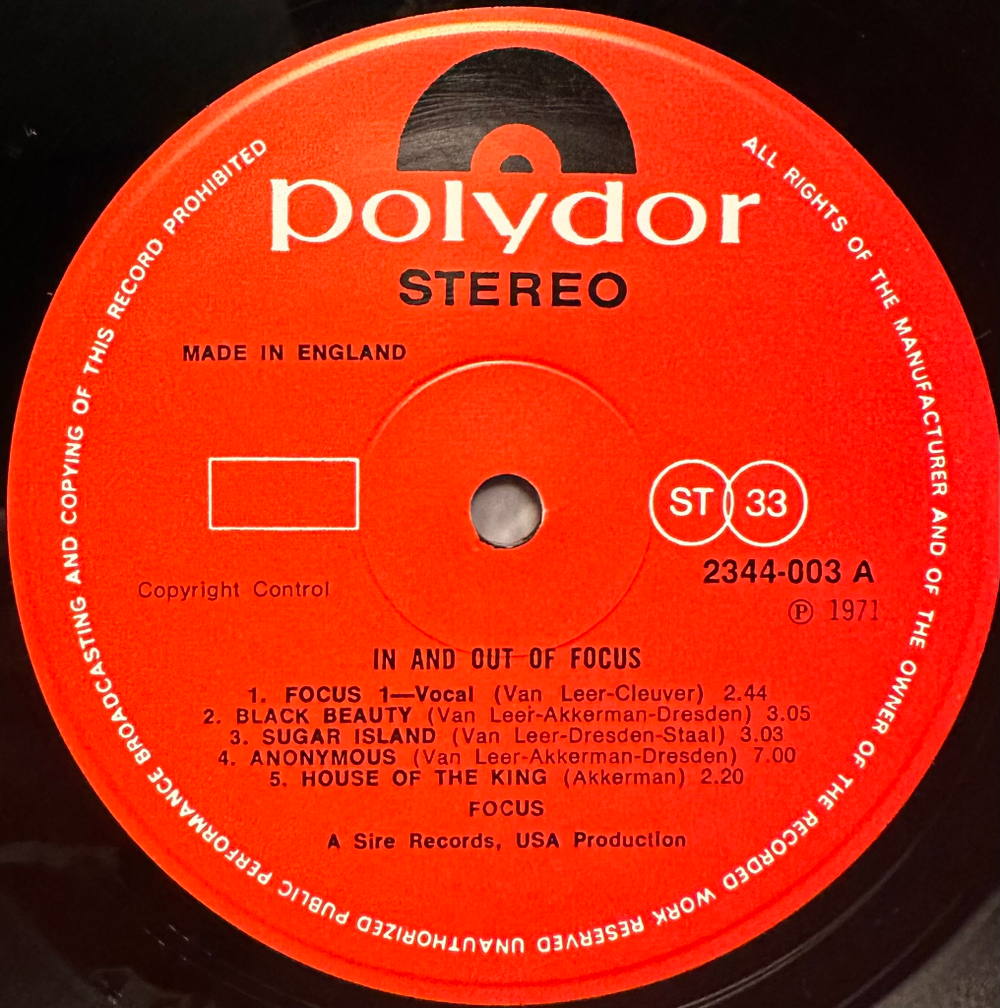 polydor
STEREO
MADE IN ENGLAND
ST 33
2344-003 A
Copyright Control
℗ 1971
IN AND OUT OF FOCUS
1. FOCUS 1—Vocal (Van Leer-Cleuver) 2.44
2. BLACK BEAUTY (Van Leer-Akkerman-Dresden) 3.05
3. SUGAR ISLAND (Van Leer-Dresden-Staal) 3.03
4. ANONYMOUS (Van Leer-Akkerman-Dresden) 7.00
5. HOUSE OF THE KING (Akkerman) 2.20
FOCUS
A Sire Records, USA Production
ALL RIGHTS OF THE MANUFACTURER AND OF THE OWNER OF THE RECORDED WORK RESERVED UNAUTHORIZED PUBLIC PERFORMANCE BROADCASTING AND COPYING OF THIS RECORD PROHIBITED